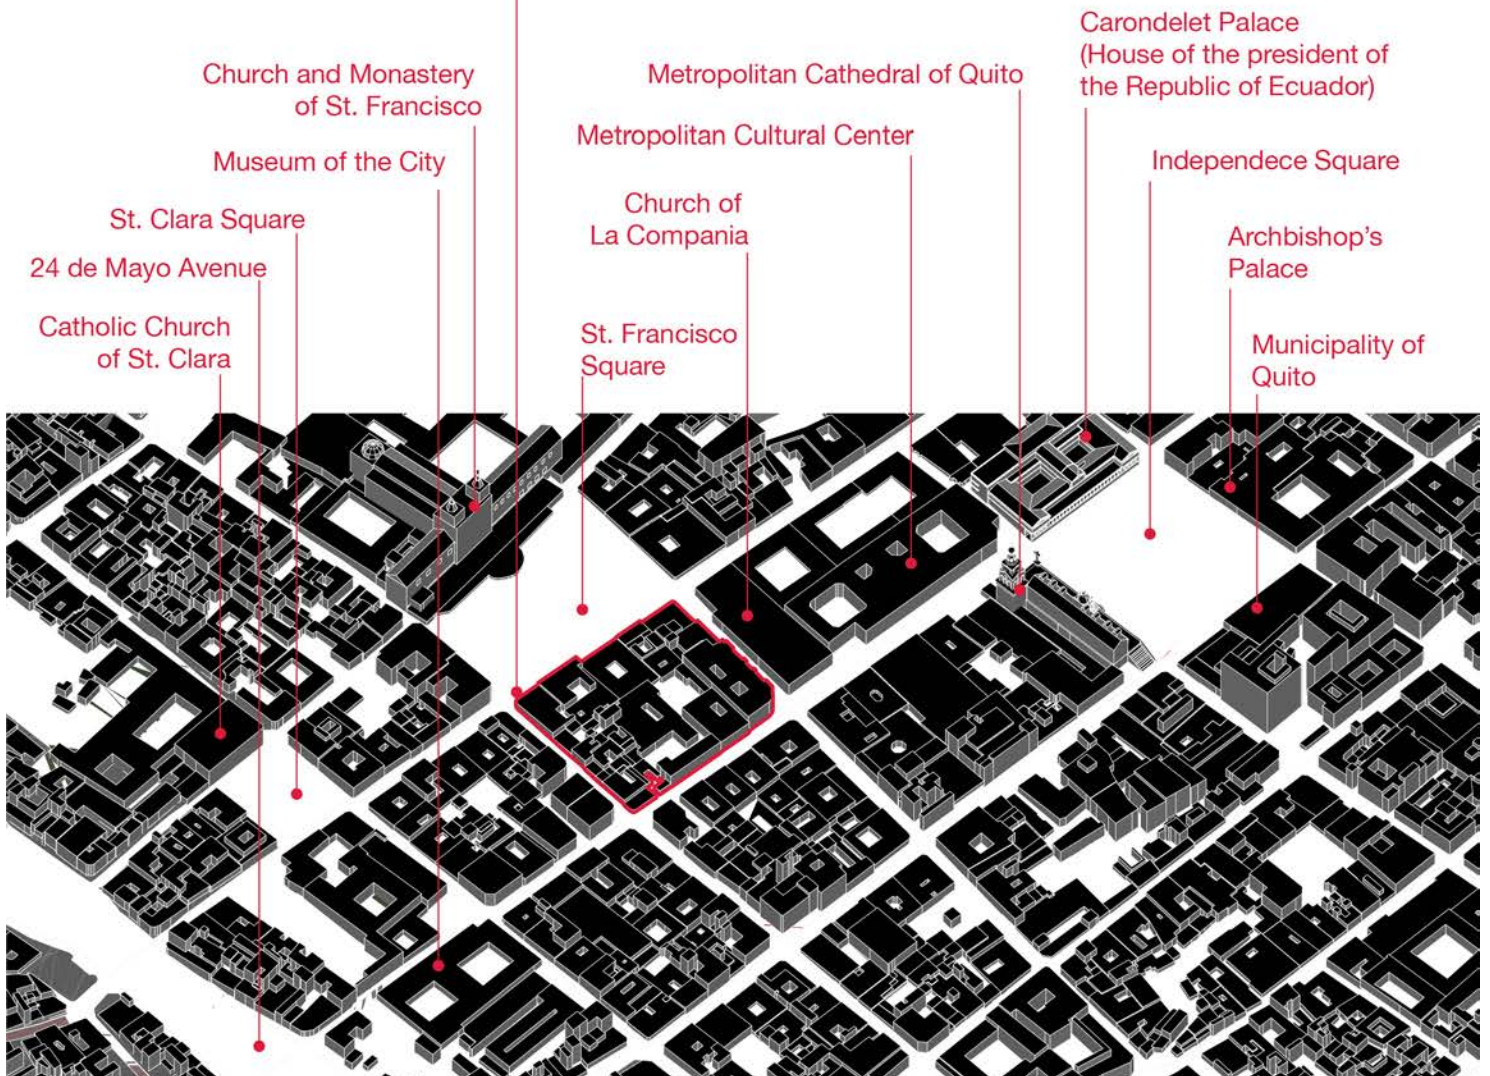 Carondelet Palace
(House of the president of
the Republic of Ecuador)
Church and Monastery
of St. Francisco
Metropolitan Cathedral of Quito
Metropolitan Cultural Center
Museum of the City
Independece Square
Church of
La Compania
St. Clara Square
Archbishop's
Palace
24 de Mayo Avenue
Catholic Church
of St. Clara
St. Francisco
Square
Municipality of
Quito